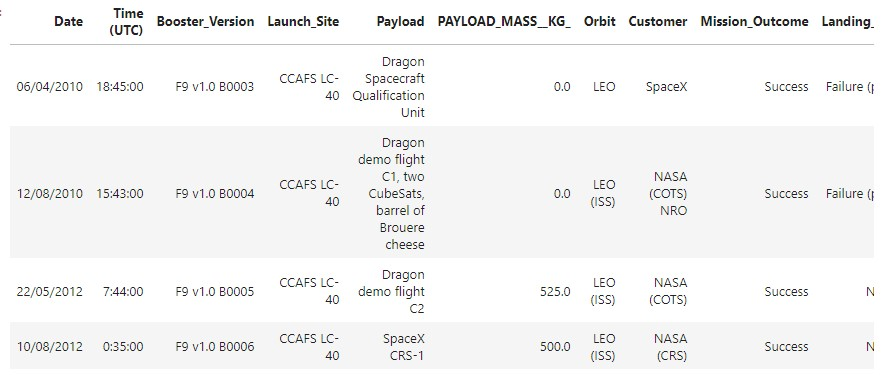 Date Time (UTC) Booster_Version Launch_Site Payload PAYLOAD_MASS__KG_ Orbit Customer Mission_Outcome Landing_
06/04/2010 18:45:00 F9 v1.0 B0003 CCAFS LC-40 Dragon Spacecraft Qualification Unit 0.0 LEO SpaceX Success Failure (
12/08/2010 15:43:00 F9 v1.0 B0004 CCAFS LC-40 Dragon demo flight C1, two CubeSats, barrel of Brouere cheese 0.0 LEO (ISS) NASA (COTS) NRO Success Failure (
22/05/2012 7:44:00 F9 v1.0 B0005 CCAFS LC-40 Dragon demo flight C2 525.0 LEO (ISS) NASA (COTS) Success N
10/08/2012 0:35:00 F9 v1.0 B0006 CCAFS LC-40 SpaceX CRS-1 500.0 LEO (ISS) NASA (CRS) Success N